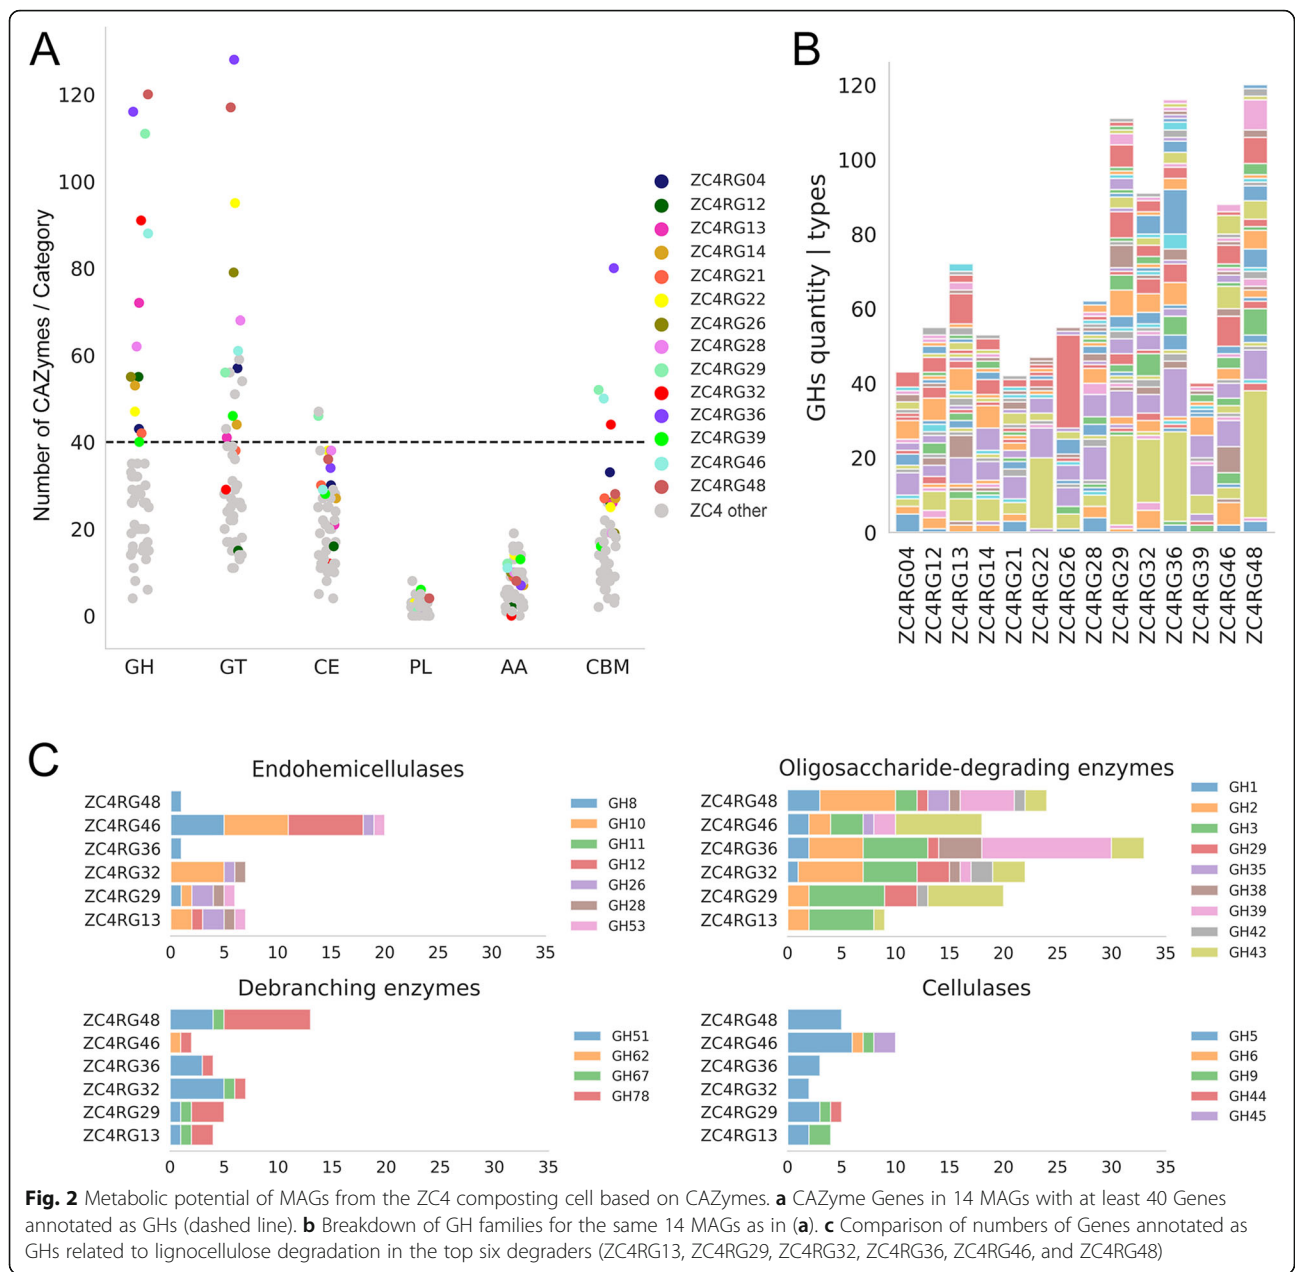 A
Number of CAZymes / Category
120
100
80
60
40
20
0
GH GT CE PL AA CBM
ZC4RG04
ZC4RG12
ZC4RG13
ZC4RG14
ZC4RG21
ZC4RG22
ZC4RG26
ZC4RG28
ZC4RG29
ZC4RG32
ZC4RG36
ZC4RG39
ZC4RG46
ZC4RG48
ZC4 other
B
GHs quantity | types
120
100
80
60
40
20
0
ZC4RG04
ZC4RG12
ZC4RG13
ZC4RG14
ZC4RG21
ZC4RG22
ZC4RG26
ZC4RG28
ZC4RG29
ZC4RG32
ZC4RG36
ZC4RG39
ZC4RG46
ZC4RG48
C
Endohemicellulases
ZC4RG48
ZC4RG46
ZC4RG36
ZC4RG32
ZC4RG29
ZC4RG13
0 5 10 15 20 25 30 35
GH8
GH10
GH11
GH12
GH26
GH28
GH53
Oligosaccharide-degrading enzymes
ZC4RG48
ZC4RG46
ZC4RG36
ZC4RG32
ZC4RG29
ZC4RG13
0 5 10 15 20 25 30 35
GH1
GH2
GH3
GH29
GH35
GH38
GH39
GH42
GH43
Debranching enzymes
ZC4RG48
ZC4RG46
ZC4RG36
ZC4RG32
ZC4RG29
ZC4RG13
0 5 10 15 20 25 30 35
GH51
GH62
GH67
GH78
Cellulases
ZC4RG48
ZC4RG46
ZC4RG36
ZC4RG32
ZC4RG29
ZC4RG13
0 5 10 15 20 25 30 35
GH5
GH6
GH9
GH44
GH45
Fig. 2 Metabolic potential of MAGs from the ZC4 composting cell based on CAZymes. a CAZyme Genes in 14 MAGs with at least 40 Genes
annotated as GHs (dashed line). b Breakdown of GH families for the same 14 MAGs as in (a). c Comparison of numbers of Genes annotated as
GHs related to lignocellulose degradation in the top six degraders (ZC4RG13, ZC4RG29, ZC4RG32, ZC4RG36, ZC4RG46, and ZC4RG48)